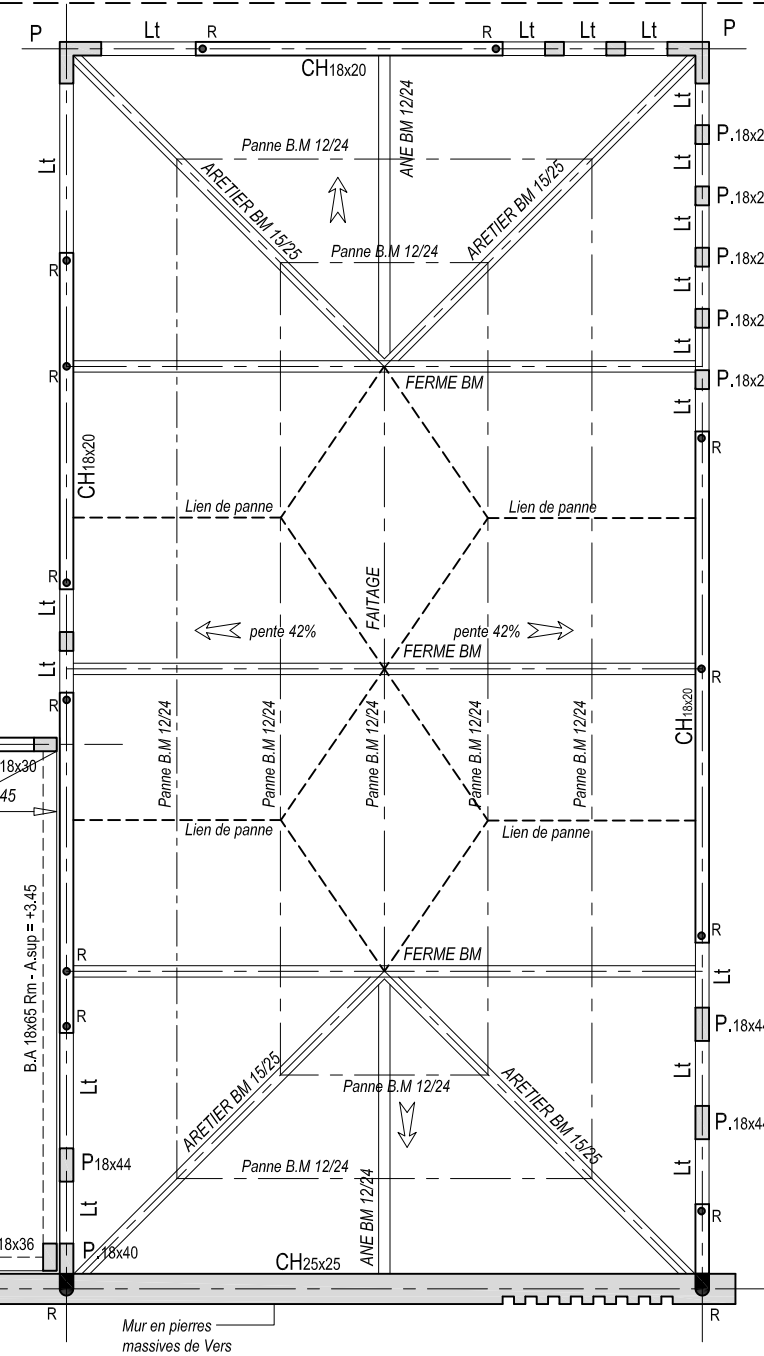 P
Lt
R
R
Lt
Lt
Lt
P
CH18x20
Lt
Lt
P.18x2
Lt
P.18x2
Lt
P.18x2
Lt
P.18x2
Lt
P.18x2
Lt
Panne B.M 12/24
ANE BM 12/24
ARETIER BM 15/25
ARETIER BM 15/25
Panne B.M 12/24
R
R
FERME BM
R
CH18x20
Lien de panne
Lien de panne
FAITAGE
R
Lt
pente 42%
pente 42%
FERME BM
Lt
R
R
CH18x20
Panne B.M 12/24
Panne B.M 12/24
Panne B.M 12/24
Panne B.M 12/24
Panne B.M 12/24
18x30
45
Lien de panne
Lien de panne
B.A 18x65 Rm - A.sup = +3.45
R
R
FERME BM
R
Lt
R
Lt
P.18x44
Lt
P.18x44
Lt
R
ARETIER BM 15/25
ARETIER BM 15/25
Panne B.M 12/24
Panne B.M 12/24
ANE BM 12/24
P18x44
Lt
18x36
P.18x40
CH25x25
R
R
Mur en pierres
massives de Vers